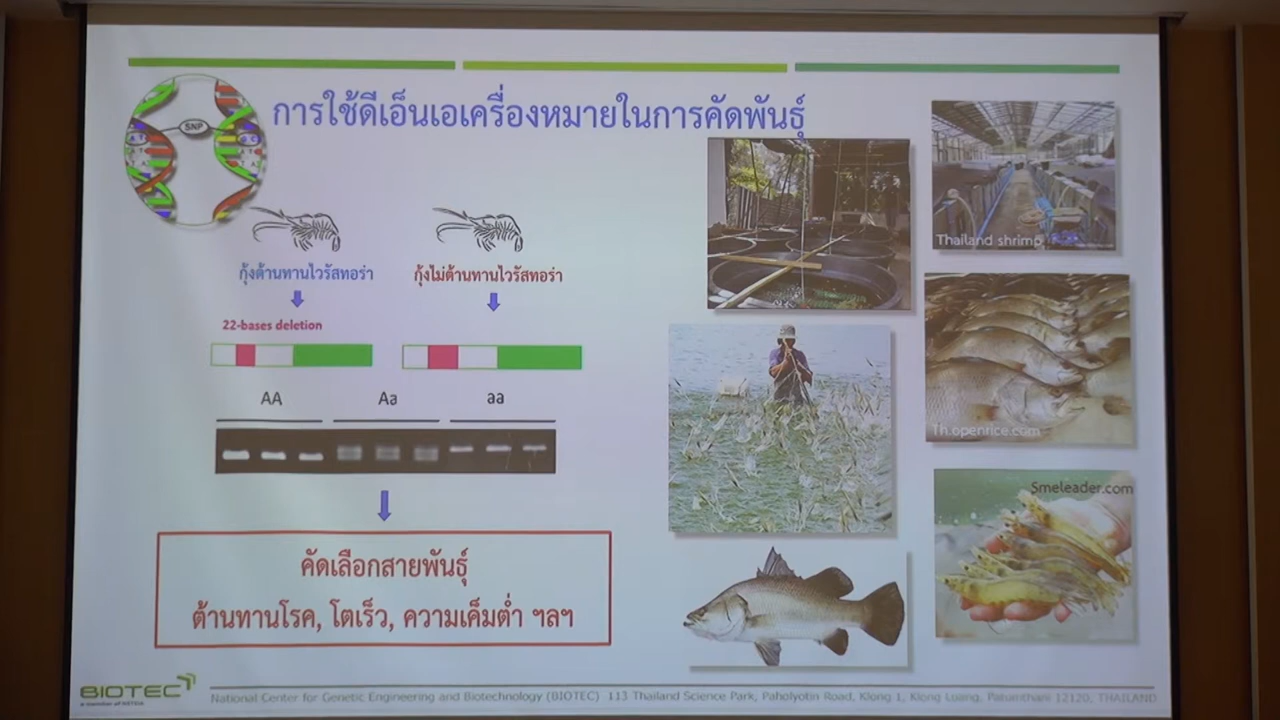 การใช้ดีเอ็นเอเครื่องหมายในการคัดพันธุ์
SNP
กุ้งต้านทานไวรัสทอร่า
กุ้งไม่ต้านทานไวรัสทอร่า
22-bases deletion
AA
Aa
aa
คัดเลือกสายพันธุ์
ต้านทานโรค, โตเร็ว, ความเค็มต่ำ ฯลฯ
Thailand shrimp
Th.openrice.com
Smeleader.com
BIOTEC
a member of NSTDA
National Center for Genetic Engineering and Biotechnology (BIOTEC) 113 Thailand Science Park, Paholyotin Road, Klong 1, Klong Luang, Patumthani 12120, THAILAND